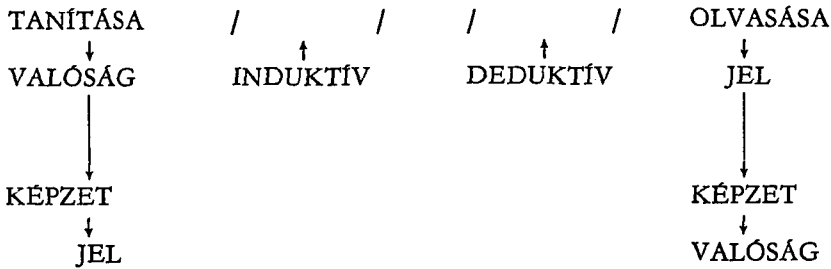 TANÍTÁSA / / / / OLVASÁSA
VALÓSÁG INDUKTÍV DEDUKTÍV JEL
KÉPZET KÉPZET
JEL VALÓSÁG